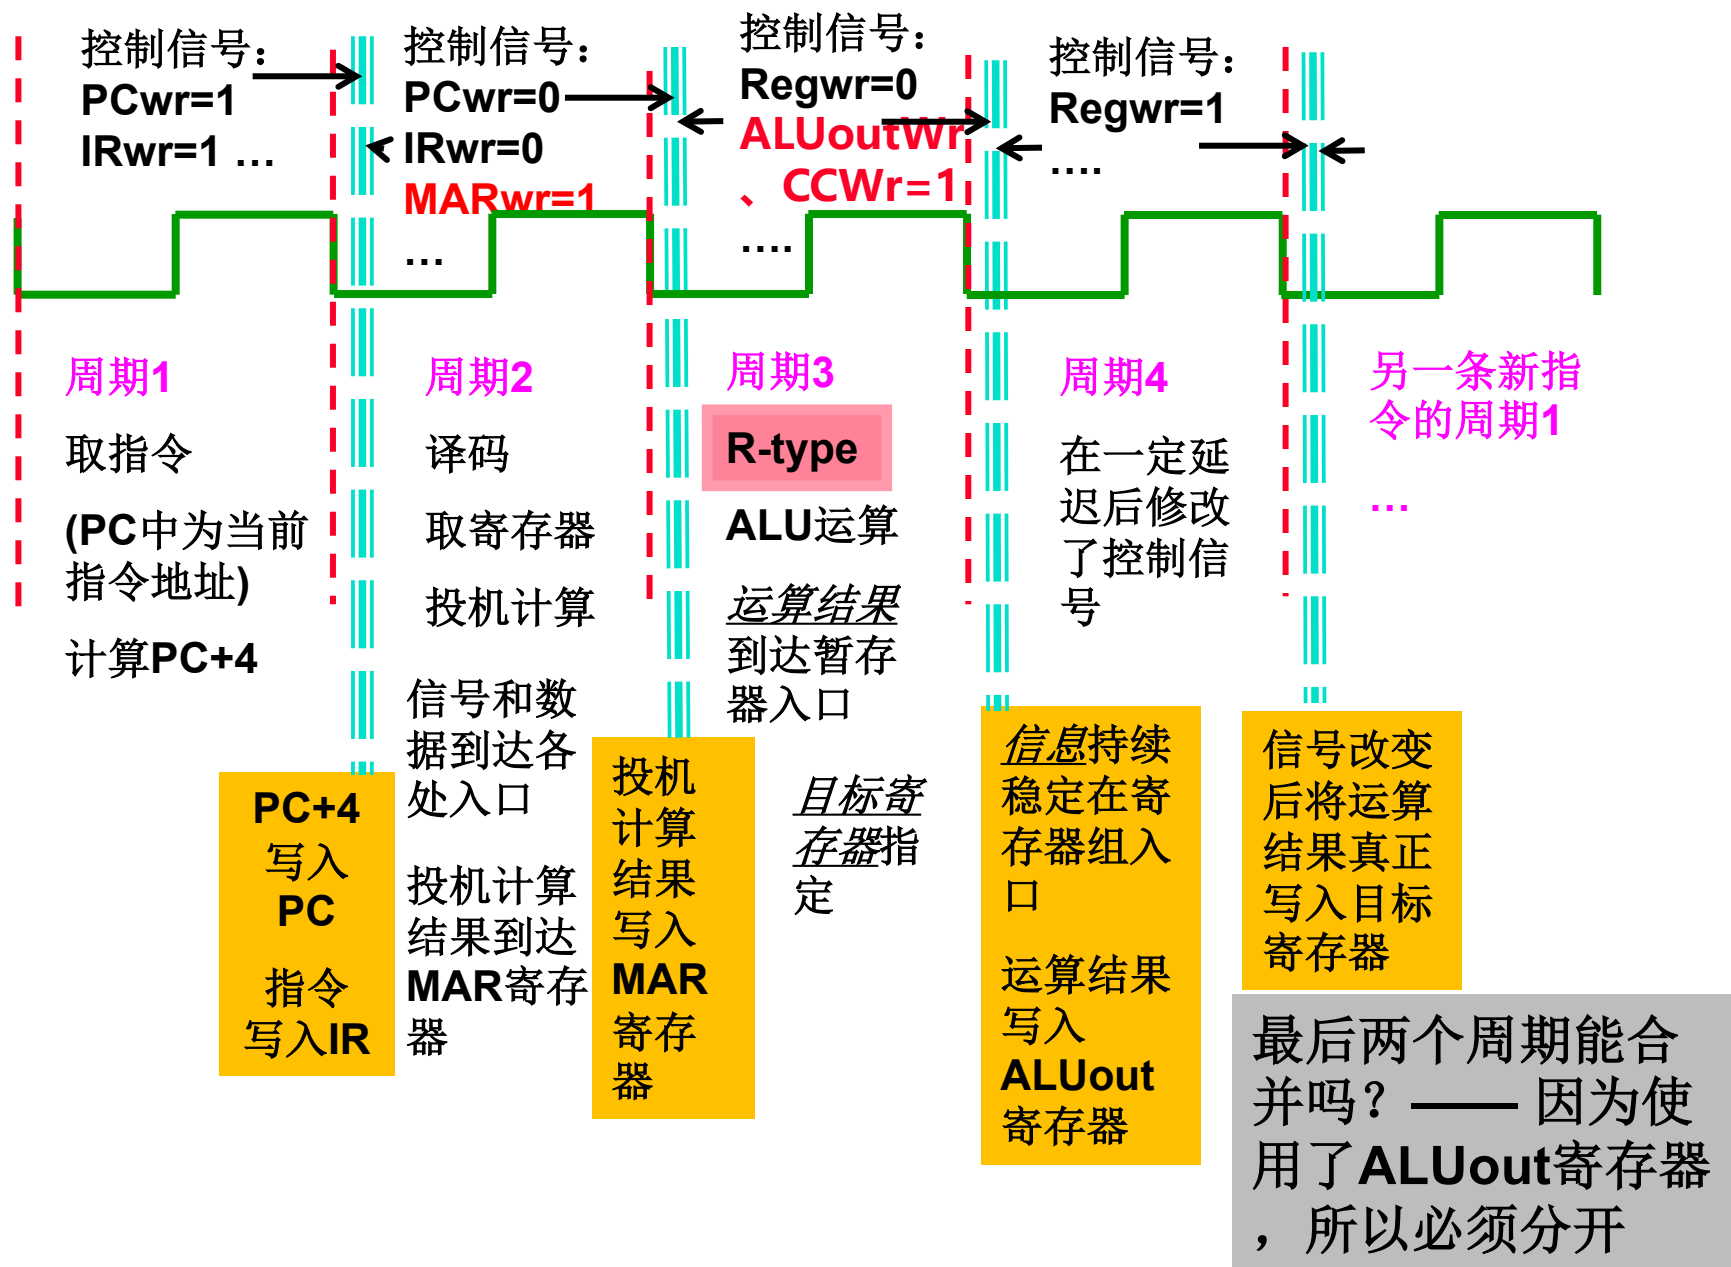 控制信号：
PCwr=1
IRwr=1 …
控制信号：
PCwr=0
IRwr=0
MARwr=1
…
控制信号：
Regwr=0
ALUoutWr
、CCWr=1
….
控制信号：
Regwr=1
….
周期1
取指令
(PC中为当前
指令地址)
计算PC+4
PC+4
写入
PC
指令
写入IR
周期2
译码
取寄存器
投机计算
信号和数
据到达各
处入口
投机计算
结果到达
MAR寄存
器
投机
计算
结果
写入
MAR
寄存
器
周期3
R-type
ALU运算
运算结果
到达暂存
器入口
目标寄
存器指
定
周期4
在一定延
迟后修改
了控制信
号
信息持续
稳定在寄
存器组入
口
运算结果
写入
ALUout
寄存器
另一条新指
令的周期1
…
信号改变
后将运算
结果真正
写入目标
寄存器
最后两个周期能合
并吗？—— 因为使
用了ALUout寄存器
，所以必须分开